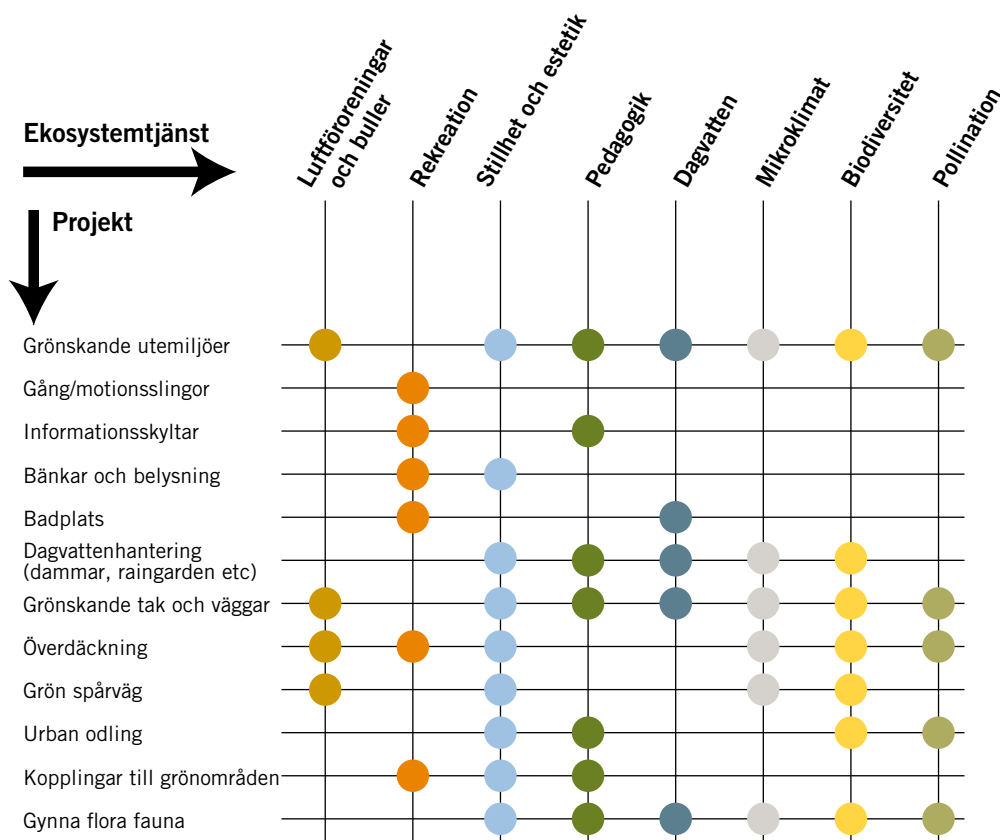 Ekosystemtjänst
Projekt
Luftföroreningar
och buller
Rekreation
Stillhet och estetik
Pedagogik
Dagvatten
Mikroklimat
Biodiversitet
Pollination
Grönskande utemiljöer
Gång/motionsslingor
Informationsskyltar
Bänkar och belysning
Badplats
Dagvattenhantering
(dammar, raingarden etc)
Grönskande tak och väggar
Överdäckning
Grön spårväg
Urban odling
Kopplingar till grönområden
Gynna flora fauna